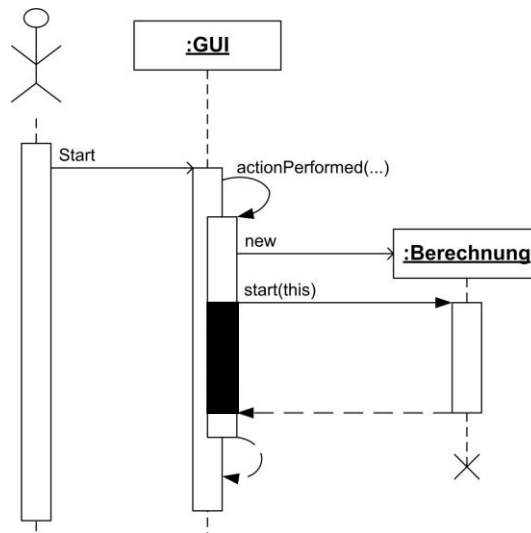 :GUI
Start
actionPerformed(...)
new
:Berechnung
start(this)